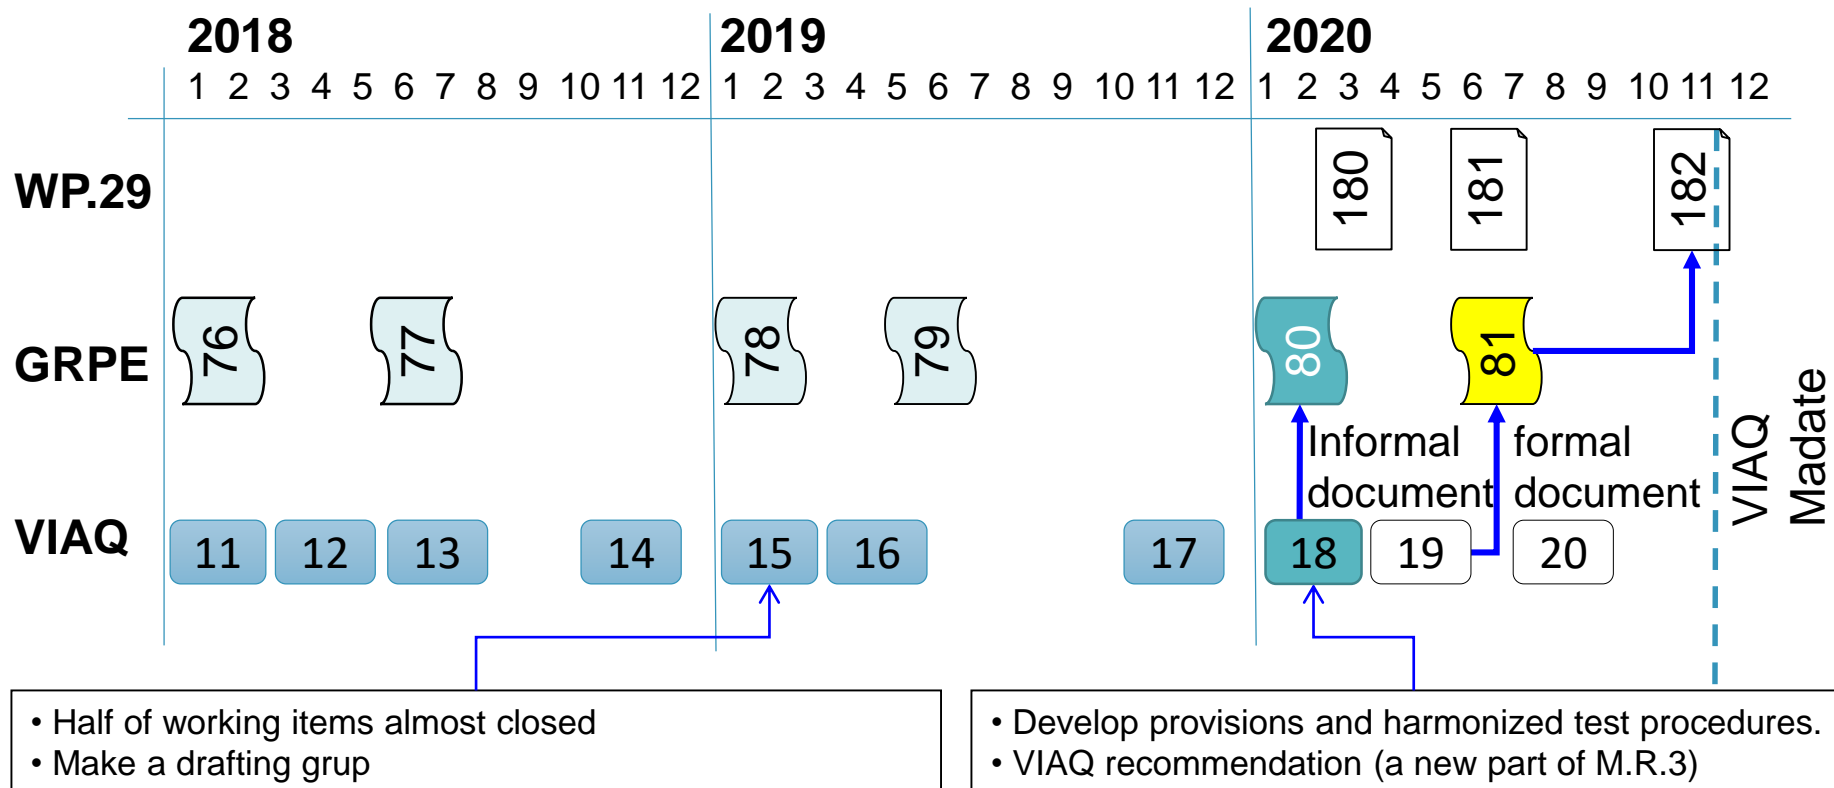 2018 2019 2020
1 2 3 4 5 6 7 8 9 10 11 12 1 2 3 4 5 6 7 8 9 10 11 12 1 2 3 4 5 6 7 8 9 10 11 12
WP.29 180 181 182
GRPE 76 77 78 79 80 81
Informal
document
formal
document
VIAQ
Madate
VIAQ 11 12 13 14 15 16 17 18 19 20
• Half of working items almost closed
• Make a drafting grup
• Develop provisions and harmonized test procedures.
• VIAQ recommendation (a new part of M.R.3)